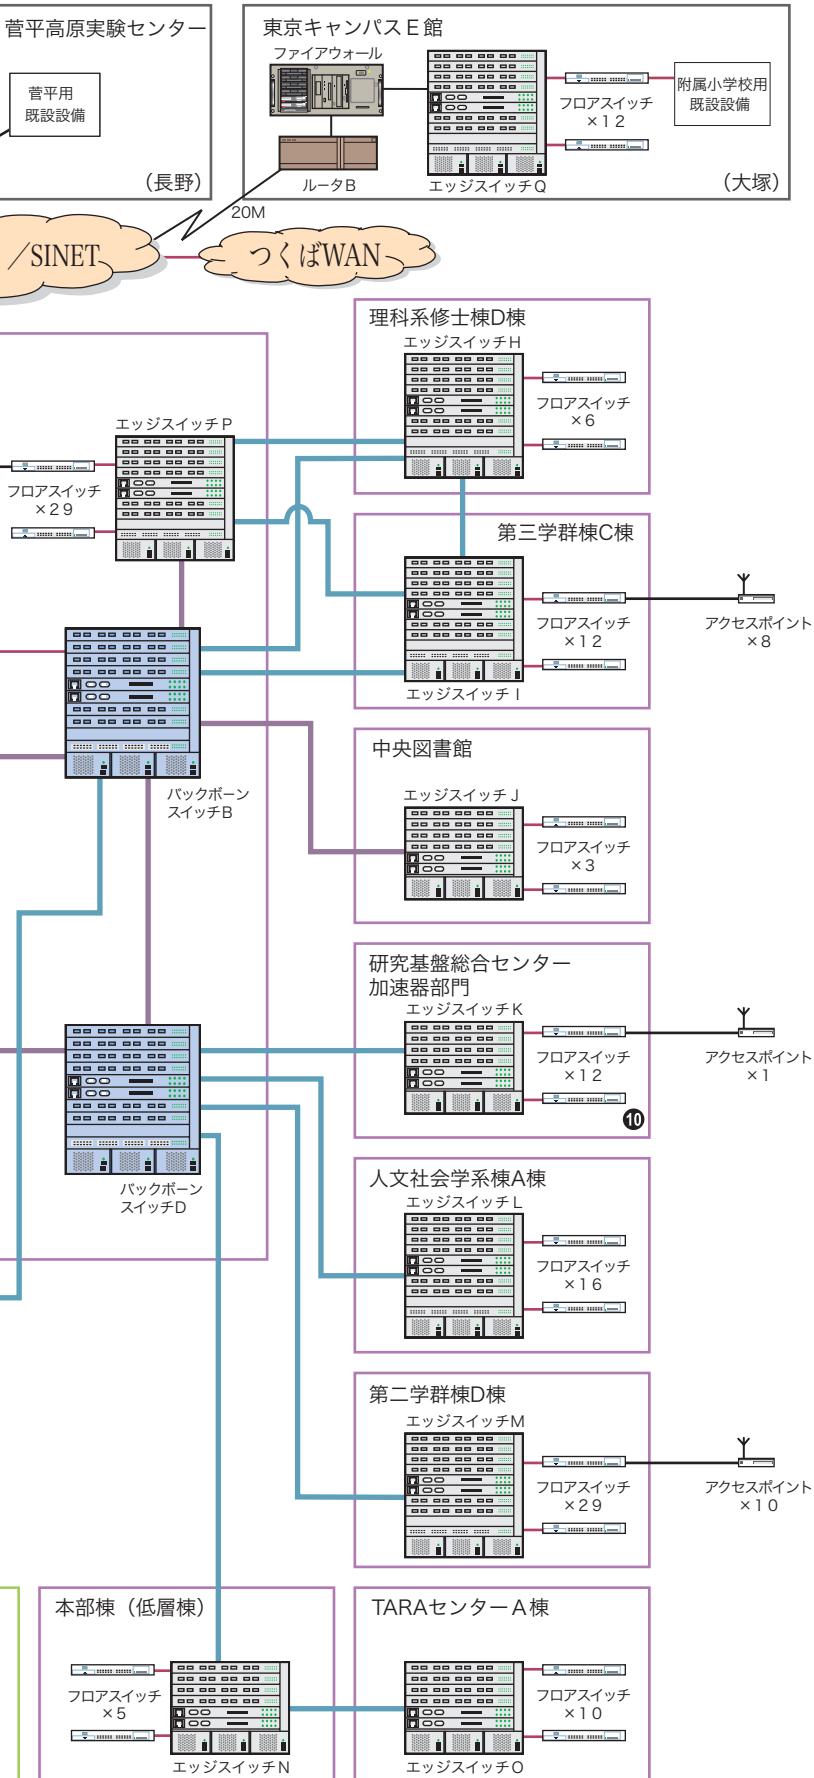 菅平高原実験センター
菅平用
既設設備
（長野）
東京キャンパスE館
ファイアウォール
ルータB
エッジスイッチQ
フロアスイッチ
×12
附属小学校用
既設設備
（大塚）
20M
／SINET
つくばWAN
理科系修士棟D棟
エッジスイッチH
フロアスイッチ
×6
エッジスイッチP
フロアスイッチ
×29
第三学群棟C棟
フロアスイッチ
×12
エッジスイッチI
アクセスポイント
×8
バックボーン
スイッチB
中央図書館
エッジスイッチJ
フロアスイッチ
×3
研究基盤総合センター
加速器部門
エッジスイッチK
フロアスイッチ
×12
10
アクセスポイント
×1
バックボーン
スイッチD
人文社会学系棟A棟
エッジスイッチL
フロアスイッチ
×16
第二学群棟D棟
エッジスイッチM
フロアスイッチ
×29
アクセスポイント
×10
本部棟（低層棟）
フロアスイッチ
×5
エッジスイッチN
TARAセンターA棟
フロアスイッチ
×10
エッジスイッチO